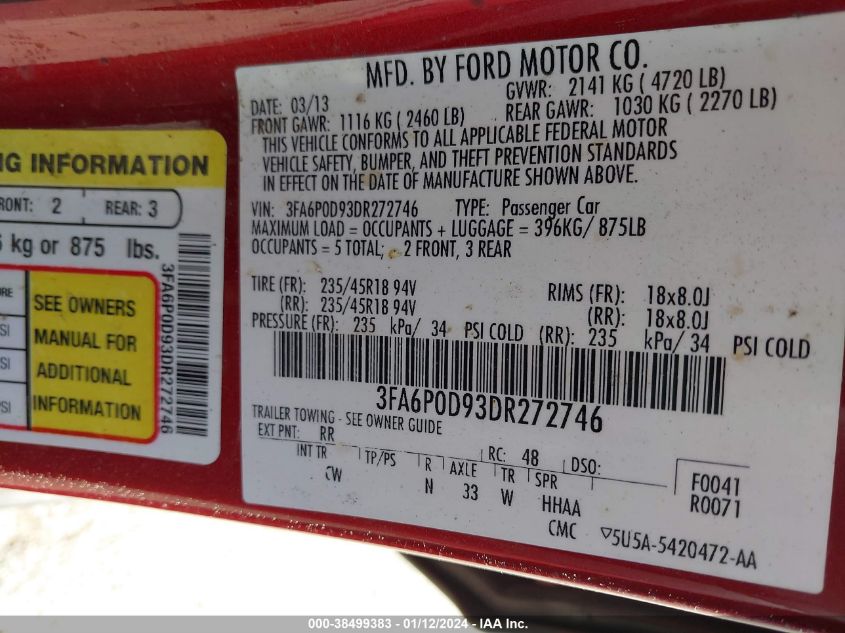 MFD. BY FORD MOTOR CO.
DATE: 03/13
GVWR: 2141 KG ( 4720 LB)
FRONT GAWR: 1116 KG ( 2460 LB)
REAR GAWR: 1030 KG ( 2270 LB)
THIS VEHICLE CONFORMS TO ALL APPLICABLE FEDERAL MOTOR
VEHICLE SAFETY, BUMPER, AND THEFT PREVENTION STANDARDS
IN EFFECT ON THE DATE OF MANUFACTURE SHOWN ABOVE.
VIN: 3FA6P0D93DR272746 TYPE: Passenger Car
MAXIMUM LOAD = OCCUPANTS + LUGGAGE = 396KG/ 875LB
OCCUPANTS = 5 TOTAL; 2 FRONT, 3 REAR
TIRE (FR): 235/45R18 94V RIMS (FR): 18x8.0J
(RR): 235/45R18 94V (RR): 18x8.0J
PRESSURE (FR): 235 kPa/ 34 PSI COLD (RR): 235 kPa/ 34 PSI COLD
3FA6P0D93DR272746
TRAILER TOWING - SEE OWNER GUIDE
EXT PNT: RR RC: 48 DSO:
INT TR TP/PS R AXLE TR SPR
CW N 33 W HHAA
CMC
F0041
R0071
▽5U5A-5420472-AA
NG INFORMATION
FRONT: 2 REAR: 3
kg or 875 lbs.
SEE OWNERS
MANUAL FOR
ADDITIONAL
INFORMATION
3FA6P0D93DR272746
000-38499383 - 01/12/2024 - IAA Inc.